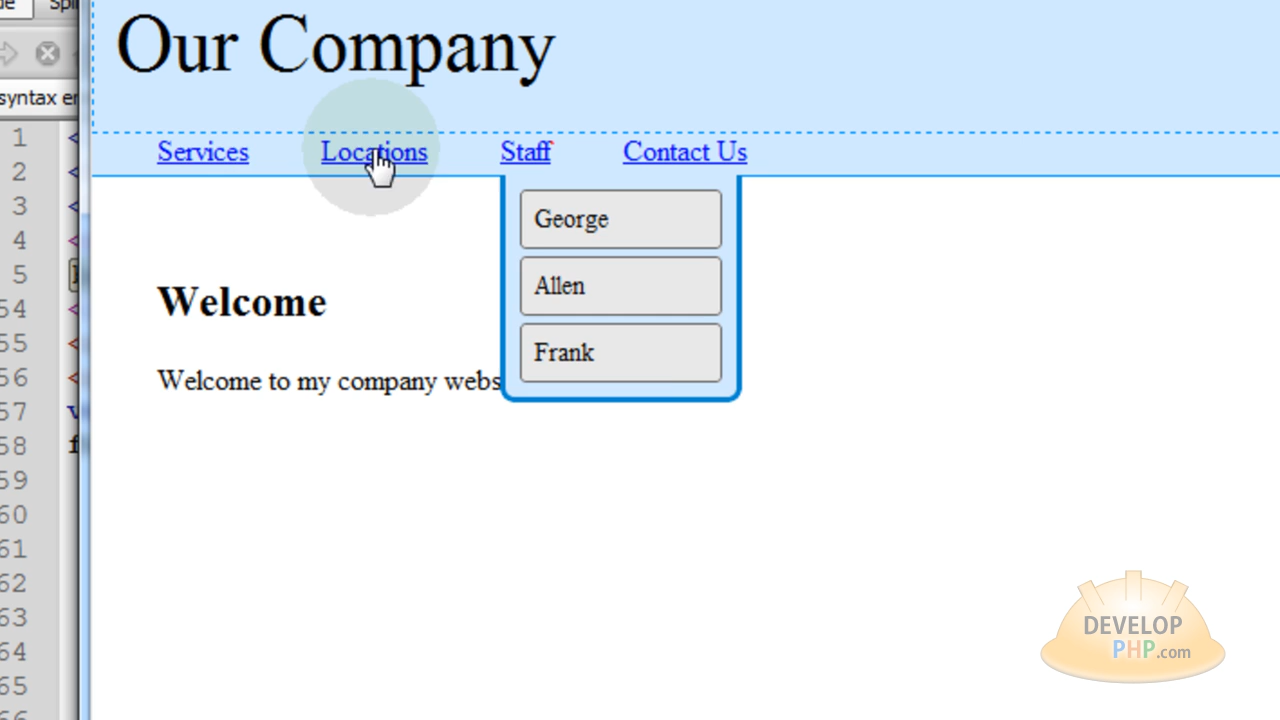 Our Company
syntax
Services Locations Staff Contact Us
George
Allen
Frank
Welcome
Welcome to my company webs
1
2
3
4
5
54
55
56
57
58
59
60
61
62
63
64
65
DEVELOP
PHP.com